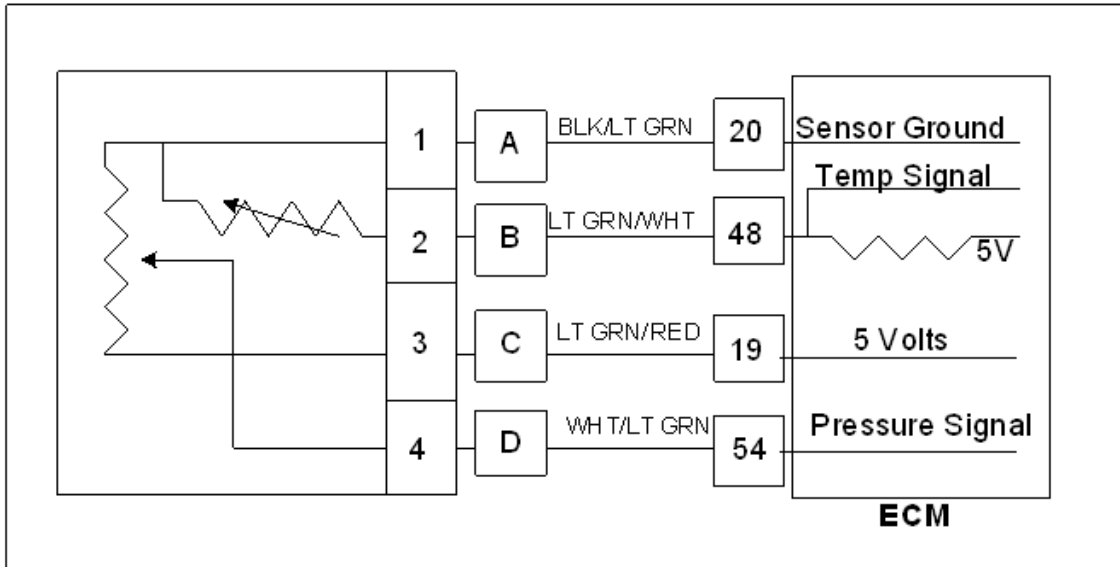 1 A BLK/LT GRN 20 Sensor Ground
Temp Signal
2 B LT GRN/WHT 48 5V
3 C LT GRN/RED 19 5 Volts
4 D WHT/LT GRN 54 Pressure Signal
ECM